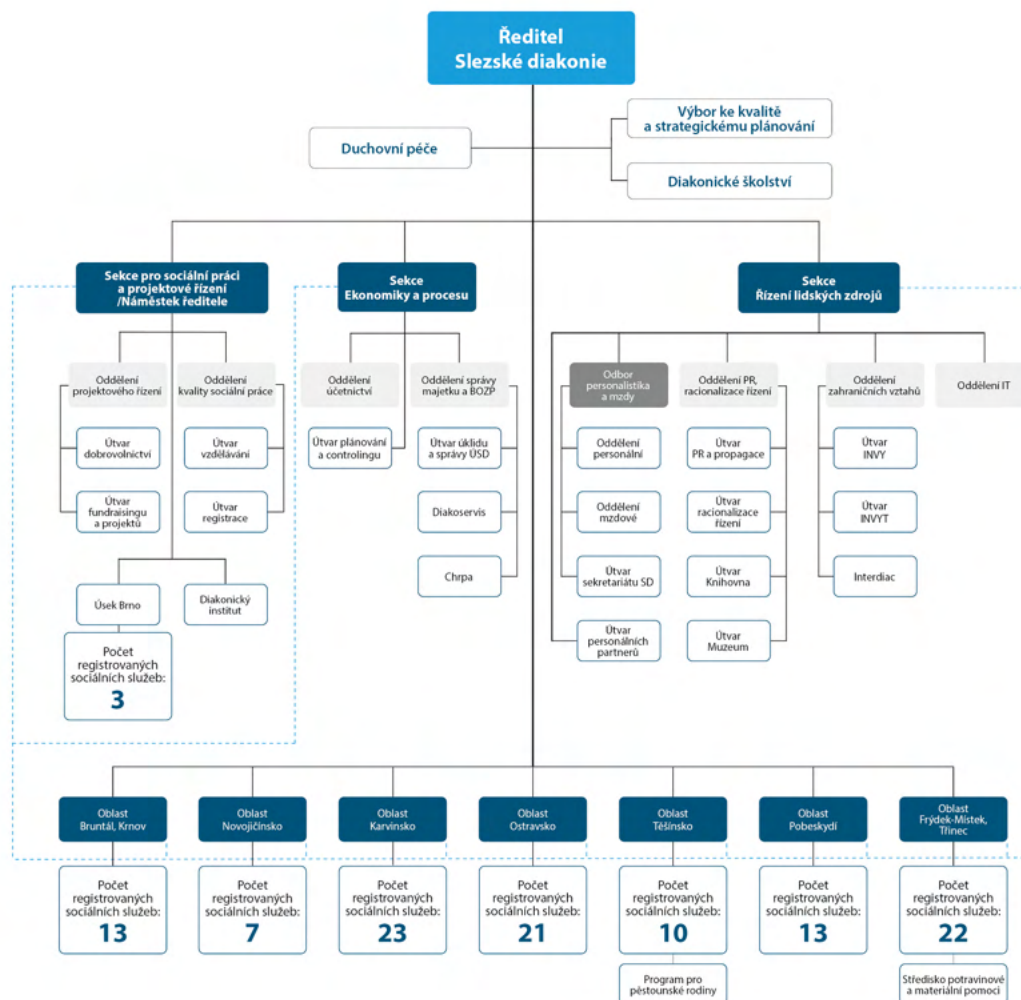 Ředitel
Slezské diakonie
Výbor ke kvalitě
a strategickému plánování
Duchovní péče
Diakonické školství
Sekce pro sociální práci
a projektové řízení
/Náměstek ředitele
Sekce
Ekonomiky a procesu
Sekce
Řízení lidských zdrojů
Oddělení
projektového řízení
Oddělení
kvality sociální práce
Oddělení
účetnictví
Oddělení správy
majetku a BOZP
Odbor
personalistika
a mzdy
Oddělení PR,
racionalizace řízení
Oddělení
zahraničních vztahů
Oddělení IT
Útvar
dobrovolnictví
Útvar
vzdělávání
Útvar plánování
a controlingu
Útvar úklidu
a správy ÚSD
Oddělení
personální
Útvar
PR a propagace
Útvar
INVY
Útvar
fundraisingu
a projektů
Útvar
registrace
Diakoservis
Oddělení
mzdové
Útvar
racionalizace
řízení
Útvar
INVYT
Chrpa
Útvar
sekretariátu SD
Útvar
Knihovna
Interdiac
Úsek Brno
Diakonický
institut
Útvar
personálních
partnerů
Útvar
Muzeum
Počet
registrovaných
sociálních služeb:
3
Oblast
Bruntál, Krnov
Oblast
Novojičínsko
Oblast
Karvinsko
Oblast
Ostravsko
Oblast
Těšínsko
Oblast
Pobeskydí
Oblast
Frýdek-Místek,
Třinec
Počet
registrovaných
sociálních služeb:
13
Počet
registrovaných
sociálních služeb:
7
Počet
registrovaných
sociálních služeb:
23
Počet
registrovaných
sociálních služeb:
21
Počet
registrovaných
sociálních služeb:
10
Počet
registrovaných
sociálních služeb:
13
Počet
registrovaných
sociálních služeb:
22
Program pro
pěstounské rodiny
Středisko potravinové
a materiální pomoci